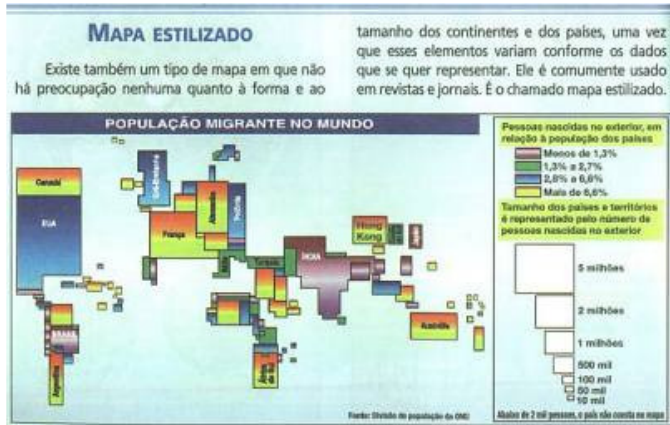 MAPA ESTILIZADO
Existe também um tipo de mapa em que não
há preocupação nenhuma quanto à forma e ao
tamanho dos continentes e dos países, uma vez
que esses elementos variam conforme os dados
que se quer representar. Ele é comumente usado
em revistas e jornais. É o chamado mapa estilizado.
POPULAÇÃO MIGRANTE NO MUNDO
Canadá
EUA
BRASIL
Argentina
Grã-Bretanha
França
Alemanha
Polônia
Turquia
ÍNDIA
Hong
Kong
Japão
África
do Sul
Austrália
Fonte: Divisão de população da ONU
Pessoas nascidas no exterior, em
relação à população dos países
Menos de 1,3%
1,3% a 2,7%
2,8% a 6,6%
Mais de 6,6%
Tamanho dos países e territórios
é representado pelo número de
pessoas nascidas no exterior
5 milhões
2 milhões
1 milhões
500 mil
100 mil
50 mil
10 mil
Abaixo de 2 mil pessoas, o país não consta no mapa